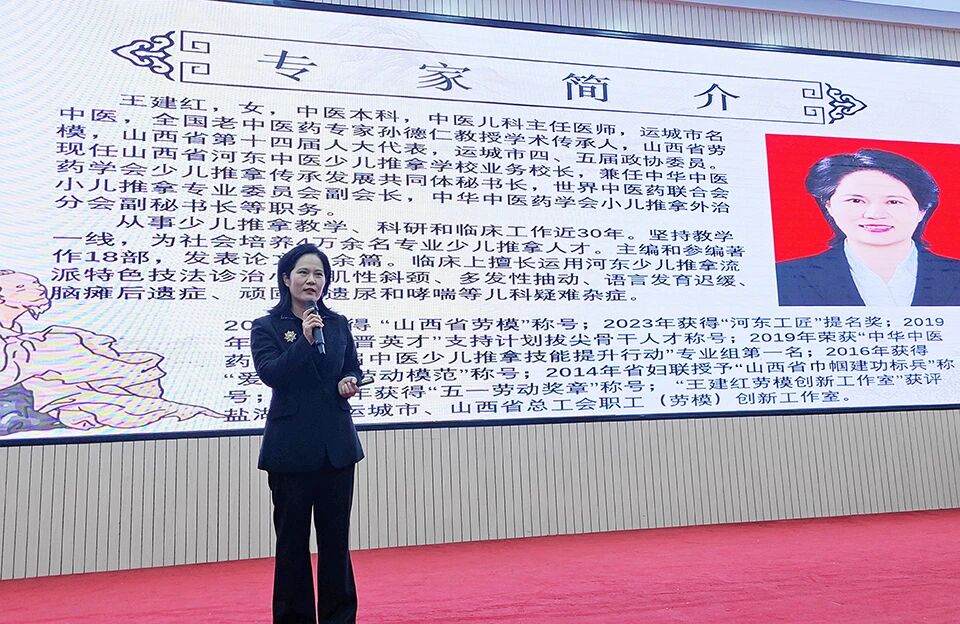 专家简介
王建红，女，中医本科，中医儿科主任医师，运城市名
中医，全国老中医药专家孙德仁教授学术传承人，山西省劳
模，山西省第十四届人大代表，运城市四、五届政协委员。
现任山西省河东中医少儿推拿学校业务校长，兼任中华中医
药学会少儿推拿传承发展共同体秘书长，世界中医药联合会
小儿推拿专业委员会副会长，中华中医药学会小儿推拿外治
分会副秘书长等职务。
从事少儿推拿教学、科研和临床工作近30年。坚持教学
一线，为社会培养4万余名专业少儿推拿人才。主编和参编著
作18部，发表论文 余篇。临床上擅长运用河东少儿推拿流
派特色技法诊治 肌性斜颈、多发性抽动、语言发育迟缓、
脑瘫后遗症、顽固 遗尿和哮喘等儿科疑难杂症。
20 得“山西省劳模”称号；2023年获得“河东工匠”提名奖；2019
年 晋英才”支持计划拔尖骨干人才称号；2019年荣获“中华中医
药 中医少儿推拿技能提升行动”专业组第一名；2016年获得
“爱 劳动模范”称号；2014年省妇联授予“山西省巾帼建功标兵”称
号； 年获得“五一劳动奖章”称号； “王建红劳模创新工作室”获评
盐湖 运城市、山西省总工会职工（劳模）创新工作室。